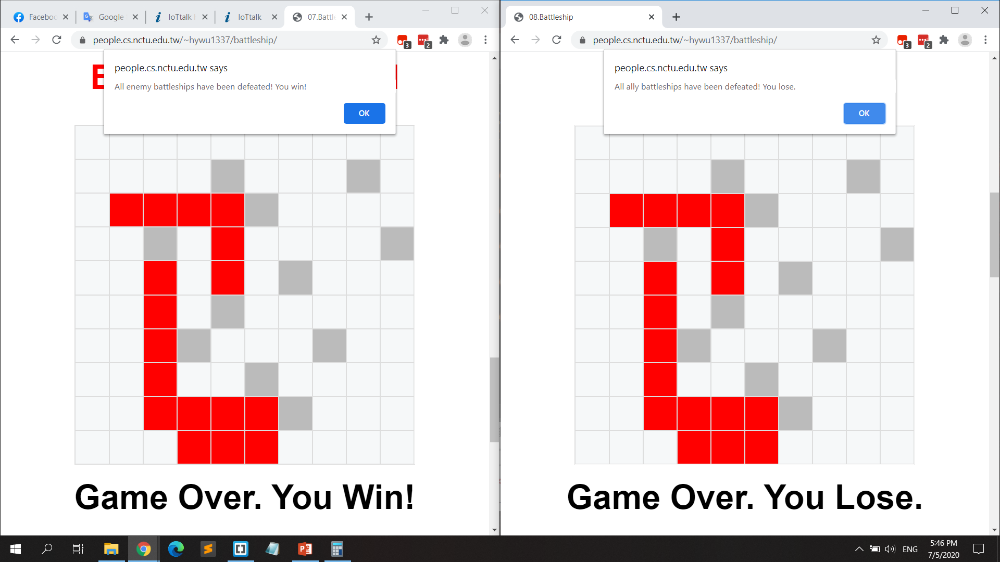 Faceboo
Google
IoTtalk
IoTtalk
07.Battl
people.cs.nctu.edu.tw/~hywu1337/battleship/
3
2
people.cs.nctu.edu.tw says
All enemy battleships have been defeated! You win!
OK
Game Over. You Win!
08.Battleship
people.cs.nctu.edu.tw/~hywu1337/battleship/
3
2
people.cs.nctu.edu.tw says
All ally battleships have been defeated! You lose.
OK
Game Over. You Lose.
ENG
5:46 PM
7/5/2020